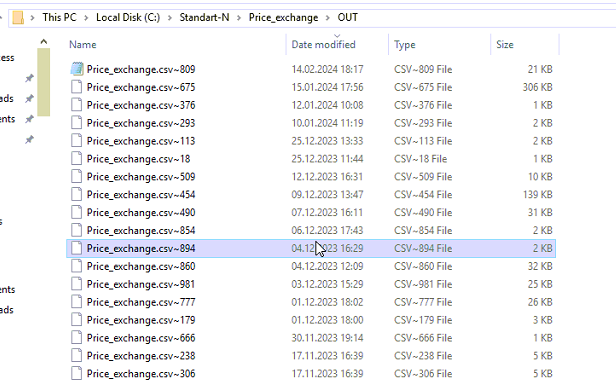 This PC > Local Disk (C:) > Standart-N > Price_exchange > OUT
Name Date modified Type Size
Price_exchange.csv~809 14.02.2024 18:17 CSV~809 File 21 KB
Price_exchange.csv~675 15.01.2024 17:56 CSV~675 File 306 KB
Price_exchange.csv~376 12.01.2024 10:08 CSV~376 File 1 KB
Price_exchange.csv~293 10.01.2024 11:19 CSV~293 File 2 KB
Price_exchange.csv~113 25.12.2023 13:33 CSV~113 File 2 KB
Price_exchange.csv~18 25.12.2023 11:44 CSV~18 File 1 KB
Price_exchange.csv~509 12.12.2023 16:31 CSV~509 File 10 KB
Price_exchange.csv~454 09.12.2023 13:47 CSV~454 File 139 KB
Price_exchange.csv~490 07.12.2023 16:11 CSV~490 File 31 KB
Price_exchange.csv~854 06.12.2023 17:43 CSV~854 File 2 KB
Price_exchange.csv~894 04.12.2023 16:29 CSV~894 File 2 KB
Price_exchange.csv~860 04.12.2023 12:09 CSV~860 File 32 KB
Price_exchange.csv~981 03.12.2023 15:29 CSV~981 File 25 KB
Price_exchange.csv~777 01.12.2023 18:02 CSV~777 File 26 KB
Price_exchange.csv~179 01.12.2023 18:00 CSV~179 File 3 KB
Price_exchange.csv~666 30.11.2023 19:14 CSV~666 File 1 KB
Price_exchange.csv~238 17.11.2023 16:39 CSV~238 File 5 KB
Price_exchange.csv~306 17.11.2023 16:39 CSV~306 File 5 KB